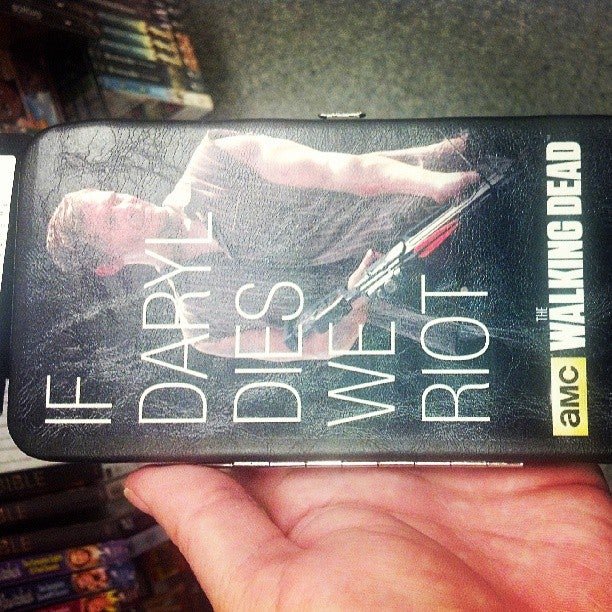 IF
DARYL
DIES
WE
RIOT
aMC THE WALKING DEAD